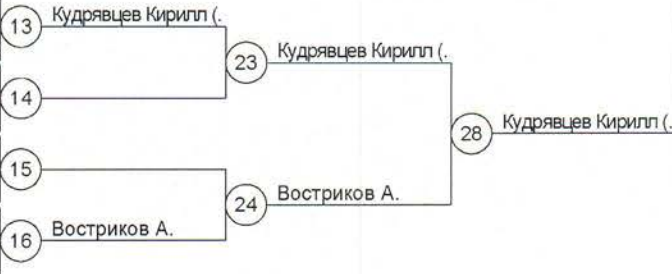 13 Кудрявцев Кирилл (.
23 Кудрявцев Кирилл (.
14
28 Кудрявцев Кирилл (.
15
24 Востриков А.
16 Востриков А.